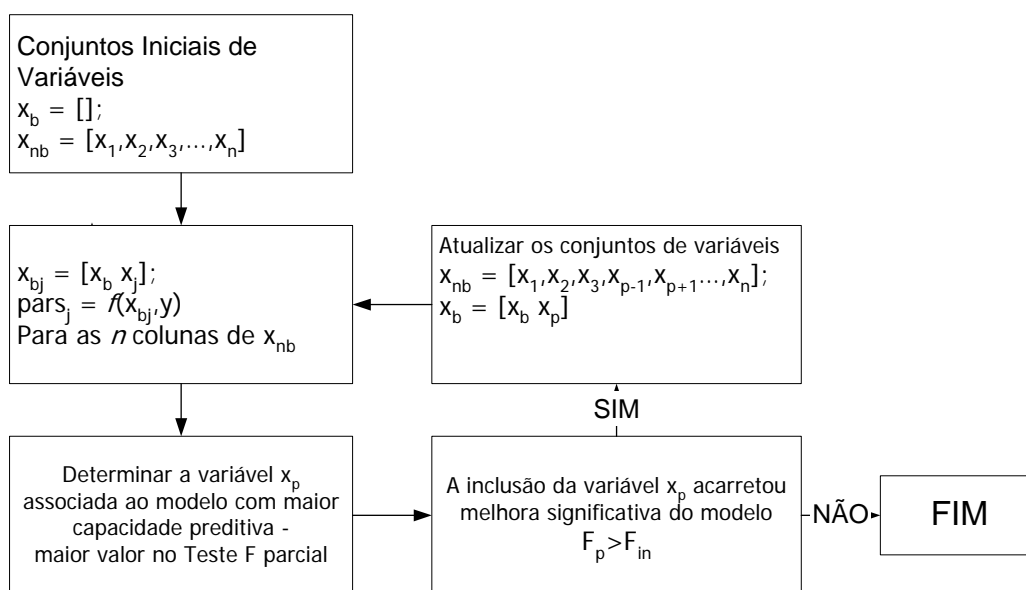 Conjuntos Iniciais de
Variáveis
x_b = [];
x_nb = [x_1,x_2,x_3,...,x_n]
x_bj = [x_b x_j];
pars_j = f(x_bj,y)
Para as n colunas de x_nb
Atualizar os conjuntos de variáveis
x_nb = [x_1,x_2,x_3,x_p-1,x_p+1...,x_n];
x_b = [x_b x_p]
SIM
Determinar a variável x_p
associada ao modelo com maior
capacidade preditiva -
maior valor no Teste F parcial
A inclusão da variável x_p acarretou
melhora significativa do modelo
F_p>F_in
NÃO
FIM